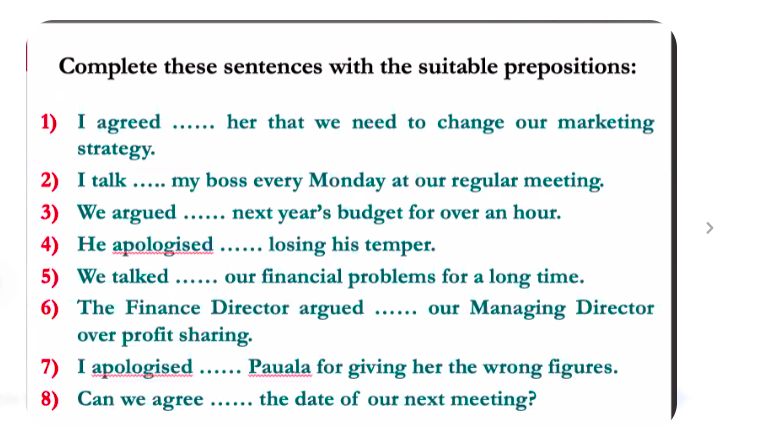 Complete these sentences with the suitable prepositions:
1) I agreed ...... her that we need to change our marketing
strategy.
2) I talk ..... my boss every Monday at our regular meeting.
3) We argued ...... next year's budget for over an hour.
4) He apologised ...... losing his temper.
5) We talked ...... our financial problems for a long time.
6) The Finance Director argued ...... our Managing Director
over profit sharing.
7) I apologised ...... Pauala for giving her the wrong figures.
8) Can we agree ...... the date of our next meeting?